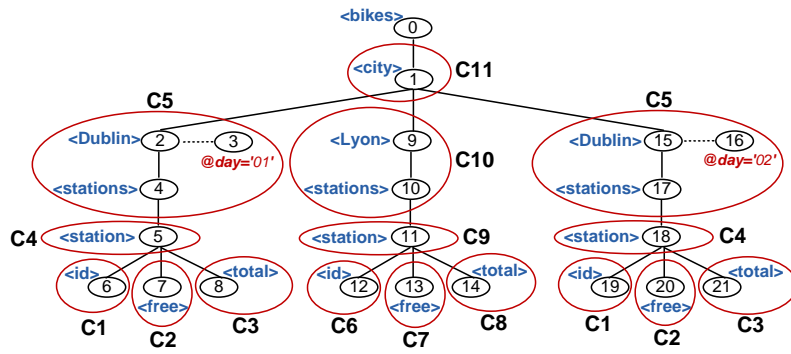 <bikes>
0
<city> 1 C11
C5 C5
<Dublin> 2 3 <Lyon> 9 <Dublin> 15 16
@day='01' C10 @day='02'
<stations> 4 <stations> 10 <stations> 17
C4 <station> 5 <station> 11 C9 <station> 18 C4
<id> <total> <id> <total> <id> <total>
6 7 8 12 13 14 19 20 21
<free> <free> <free>
C1 C2 C3 C6 C7 C8 C1 C2 C3